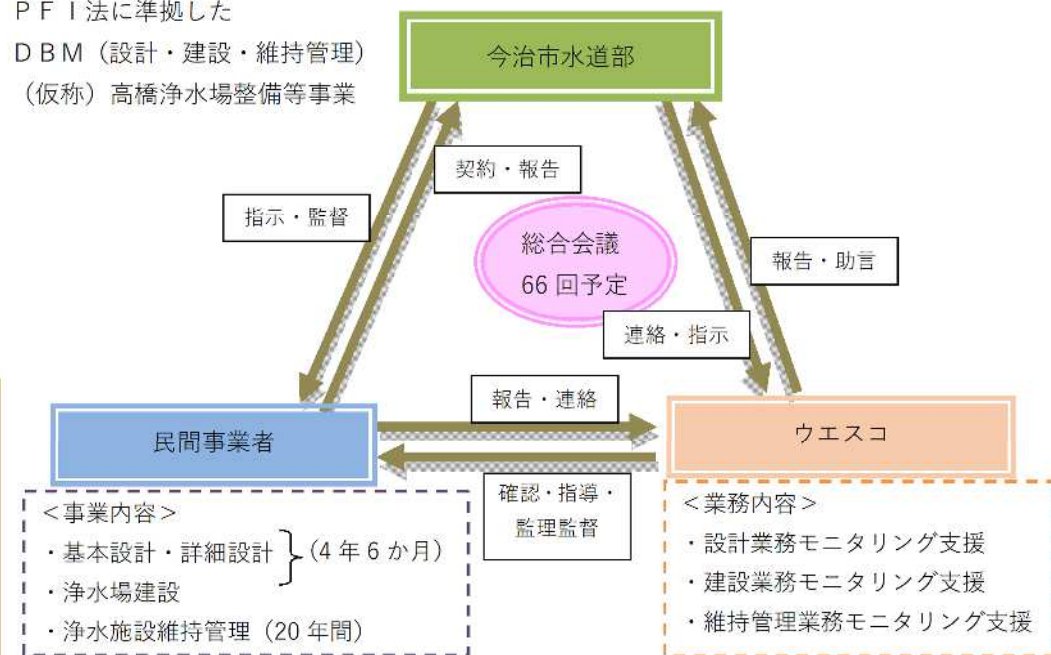 ＰＦＩ法に準拠した
ＤＢＭ（設計・建設・維持管理）
（仮称）高橋浄水場整備等事業
今治市水道部
契約・報告
指示・監督
総合会議
66 回予定
報告・助言
連絡・指示
報告・連絡
民間事業者
ウエスコ
確認・指導・
監理監督
＜事業内容＞
・基本設計・詳細設計
（4 年 6 か月）
・浄水場建設
・浄水施設維持管理（20 年間）
＜業務内容＞
・設計業務モニタリング支援
・建設業務モニタリング支援
・維持管理業務モニタリング支援